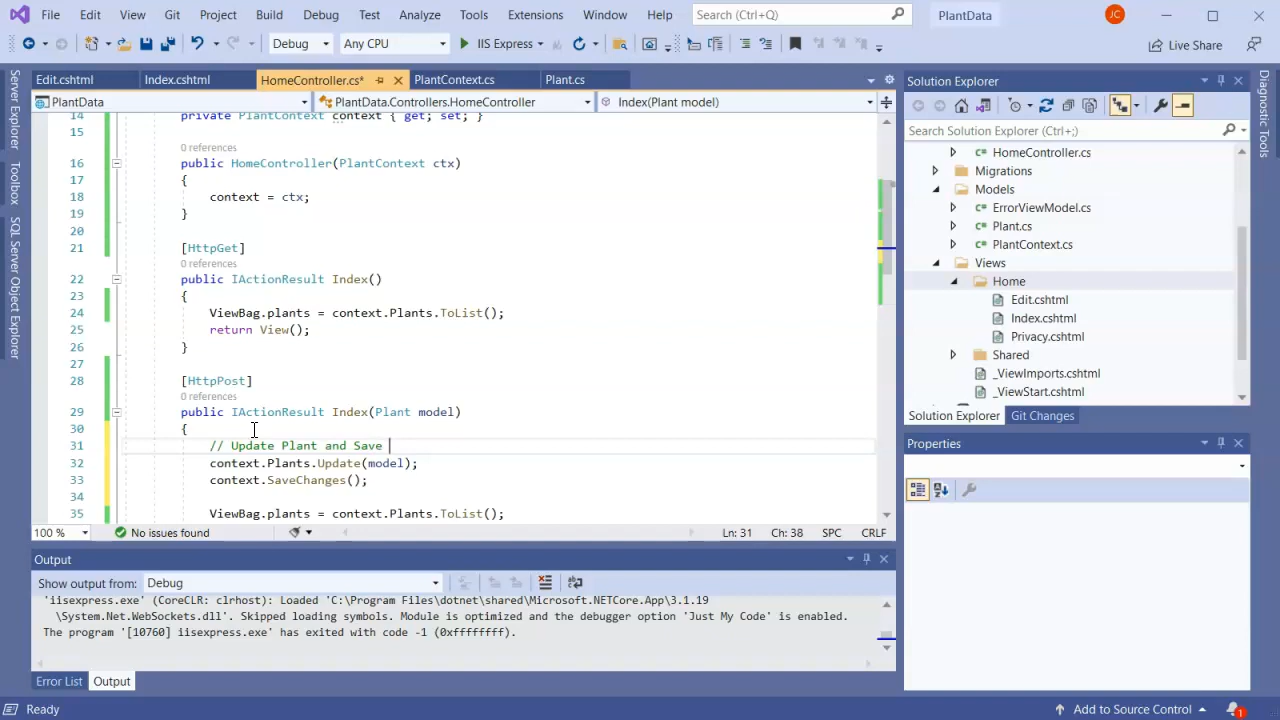 File Edit View Git Project Build Debug Test Analyze Tools Extensions Window Help Search (Ctrl+Q) PlantData JC
Debug Any CPU IIS Express Live Share
Edit.cshtml Index.cshtml HomeController.cs* PlantContext.cs Plant.cs
PlantData PlantData.Controllers.HomeController Index(Plant model)
14 private PlantContext context { get; set; }
15
0 references
16 public HomeController(PlantContext ctx)
17 {
18 context = ctx;
19 }
20
21 [HttpGet]
0 references
22 public IActionResult Index()
23 {
24 ViewBag.plants = context.Plants.ToList();
25 return View();
26 }
27
28 [HttpPost]
0 references
29 public IActionResult Index(Plant model)
30 {
31 // Update Plant and Save
32 context.Plants.Update(model);
33 context.SaveChanges();
34
35 ViewBag.plants = context.Plants.ToList();
100 % No issues found Ln: 31 Ch: 38 SPC CRLF
Output
Show output from: Debug
'iisexpress.exe' (CoreCLR: clrhost): Loaded 'C:\Program Files\dotnet\shared\Microsoft.NETCore.App\3.1.19
\System.Net.WebSockets.dll'. Skipped loading symbols. Module is optimized and the debugger option 'Just My Code' is enabled.
The program '[10760] iisexpress.exe' has exited with code -1 (0xffffffff).
Error List Output
Server Explorer
Toolbox
SQL Server Object Explorer
Solution Explorer
Search Solution Explorer (Ctrl+;)
HomeController.cs
Migrations
Models
ErrorViewModel.cs
Plant.cs
PlantContext.cs
Views
Home
Edit.cshtml
Index.cshtml
Privacy.cshtml
Shared
_ViewImports.cshtml
_ViewStart.cshtml
Solution Explorer Git Changes
Properties
Diagnostic Tools
Ready Add to Source Control 1